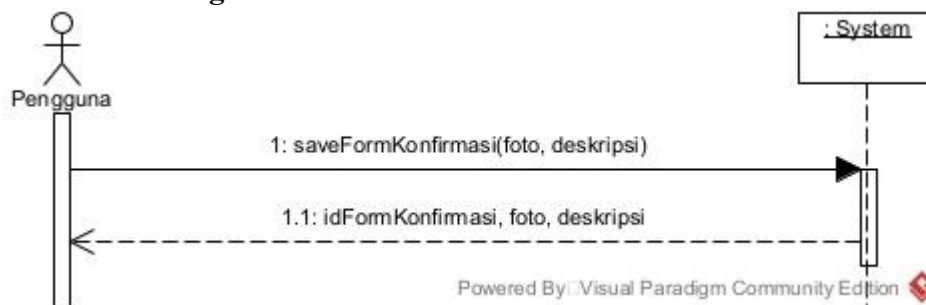 : System
Pengguna
1: saveFormKonfirmasi(foto, deskripsi)
1.1: idFormKonfirmasi, foto, deskripsi
Powered By Visual Paradigm Community Edition